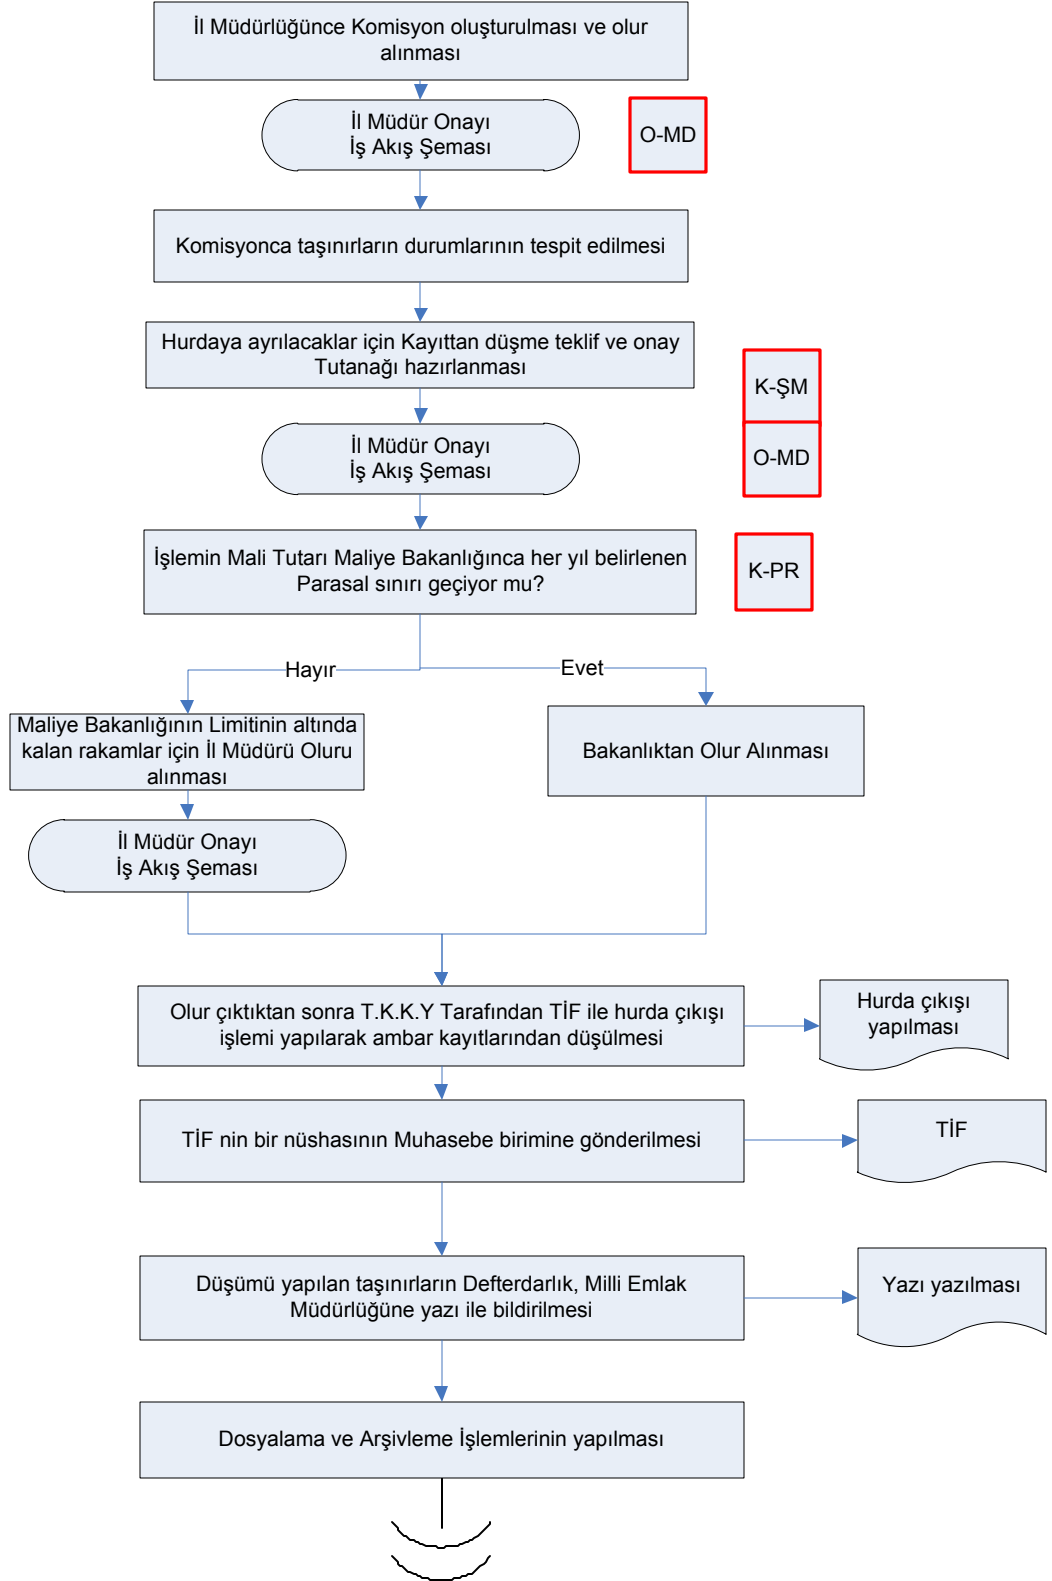 İl Müdürlüğünce Komisyon oluşturulması ve olur
alınması
İl Müdür Onayı
İş Akış Şeması
O-MD
Komisyonca taşınırların durumlarının tespit edilmesi
Hurdaya ayrılacaklar için Kayıttan düşme teklif ve onay
Tutanağı hazırlanması
K-ŞM
İl Müdür Onayı
İş Akış Şeması
O-MD
İşlemin Mali Tutarı Maliye Bakanlığınca her yıl belirlenen
Parasal sınırı geçiyor mu?
K-PR
Hayır
Evet
Maliye Bakanlığının Limitinin altında
kalan rakamlar için İl Müdürü Oluru
alınması
Bakanlıktan Olur Alınması
İl Müdür Onayı
İş Akış Şeması
Olur çıktıktan sonra T.K.K.Y Tarafından TİF ile hurda çıkışı
işlemi yapılarak ambar kayıtlarından düşülmesi
Hurda çıkışı
yapılması
TİF nin bir nüshasının Muhasebe birimine gönderilmesi
TİF
Düşümü yapılan taşınırların Defterdarlık, Milli Emlak
Müdürlüğüne yazı ile bildirilmesi
Yazı yazılması
Dosyalama ve Arşivleme İşlemlerinin yapılması